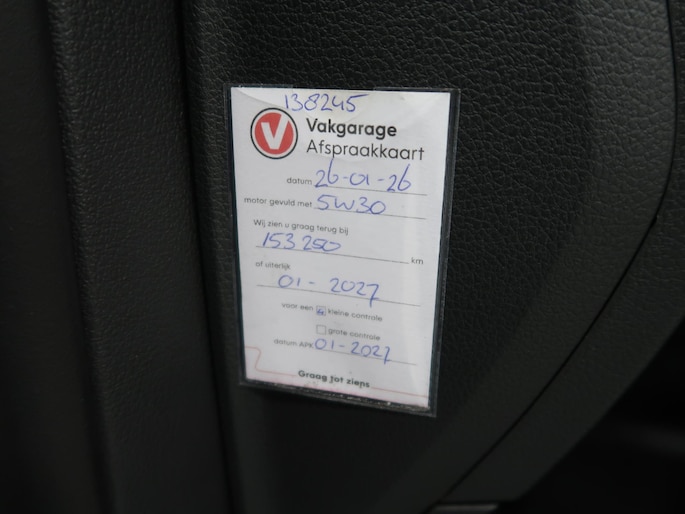 138245
V Vakgarage
Afspraakkaart
datum 26-01-26
motor gevuld met 5W30
Wij zien u graag terug bij
153 250 km
of uiterlijk
01 - 2027
voor een kleine controle
grote controle
datum APK 01-2027
Graag tot ziens